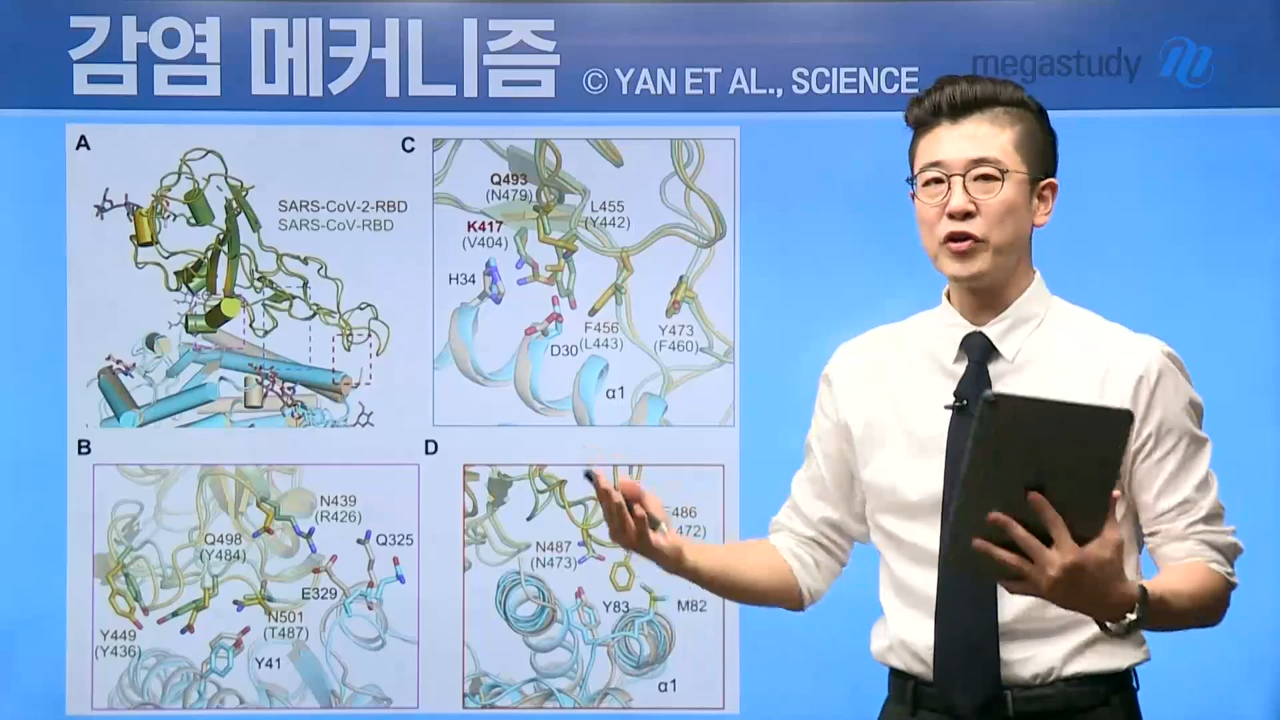 감염 메커니즘 © YAN ET AL., SCIENCE
megastudy
A
SARS-CoV-2-RBD
SARS-CoV-RBD
C
Q493
(N479)
L455
(Y442)
K417
(V404)
H34
F456
(L443)
Y473
(F460)
D30
α1
B
N439
(R426)
Q498
(Y484)
Q325
E329
N501
(T487)
Y449
(Y436)
Y41
D
486
472)
N487
(N473)
Y83
M82
α1